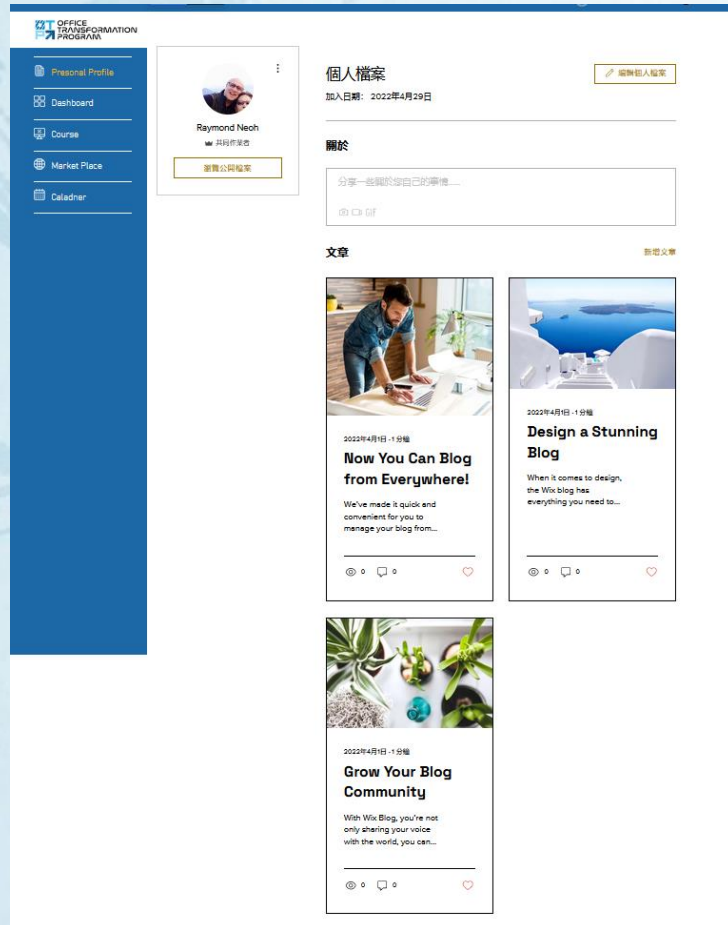 OFFICE
TRANSFORMATION
PROGRAM
Presonal Profile
Dashboard
Course
Market Place
Caladner
Raymond Neoh
共同作業者
瀏覽公開檔案
個人檔案
編輯個人檔案
加入日期： 2022年4月29日
關於
分享一些關於您自己的事情......
GIF
文章
新增文章
2022年4月1日 · 1 分鐘
Now You Can Blog
from Everywhere!
We've made it quick and
convenient for you to
manage your blog from...
0 0
2022年4月1日 · 1 分鐘
Design a Stunning
Blog
When it comes to design,
the Wix blog has
everything you need to...
0 0
2022年4月1日 · 1 分鐘
Grow Your Blog
Community
With Wix Blog, you're not
only sharing your voice
with the world, you can...
0 0